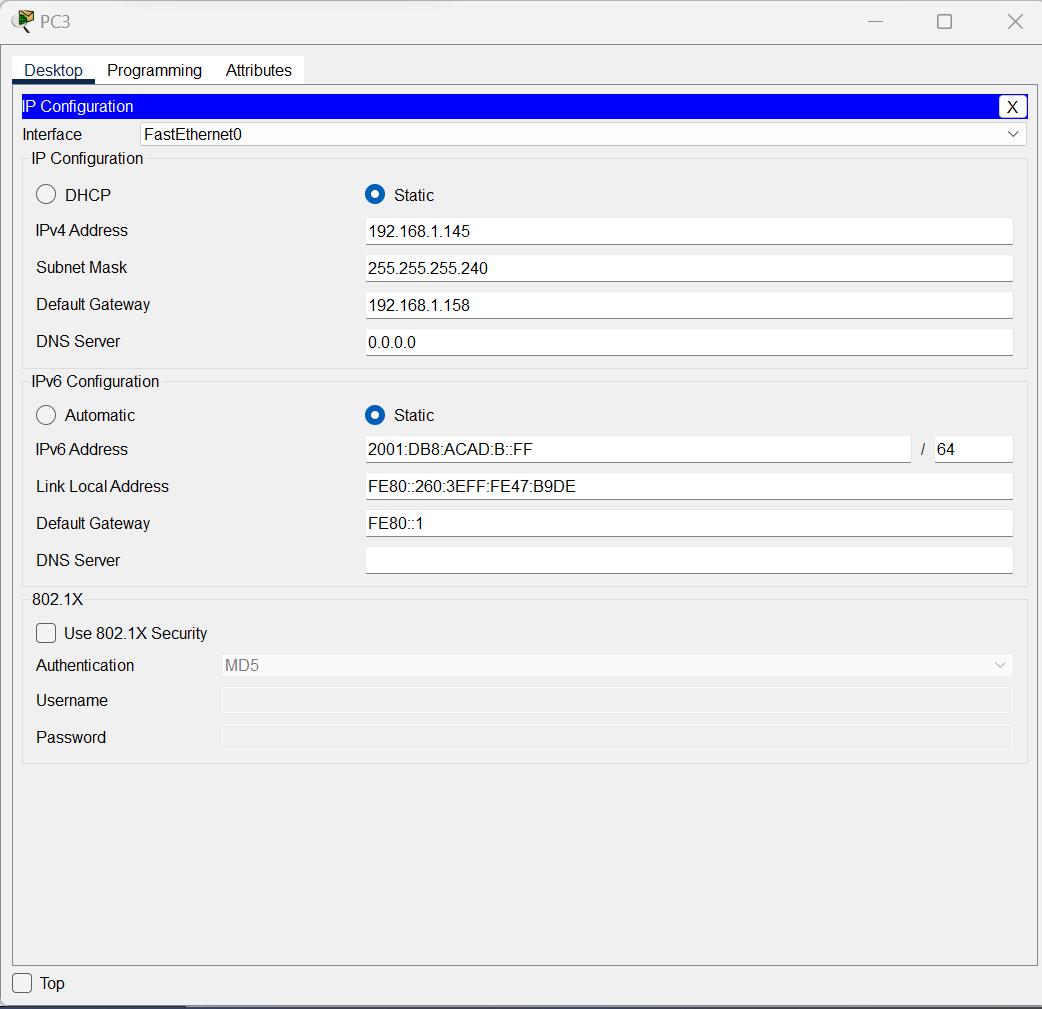 PC3
Desktop Programming Attributes
IP Configuration X
Interface FastEthernet0
IP Configuration
DHCP Static
IPv4 Address 192.168.1.145
Subnet Mask 255.255.255.240
Default Gateway 192.168.1.158
DNS Server 0.0.0.0
IPv6 Configuration
Automatic Static
IPv6 Address 2001:DB8:ACAD:B::FF / 64
Link Local Address FE80::260:3EFF:FE47:B9DE
Default Gateway FE80::1
DNS Server
802.1X
Use 802.1X Security
Authentication MD5
Username
Password
Top